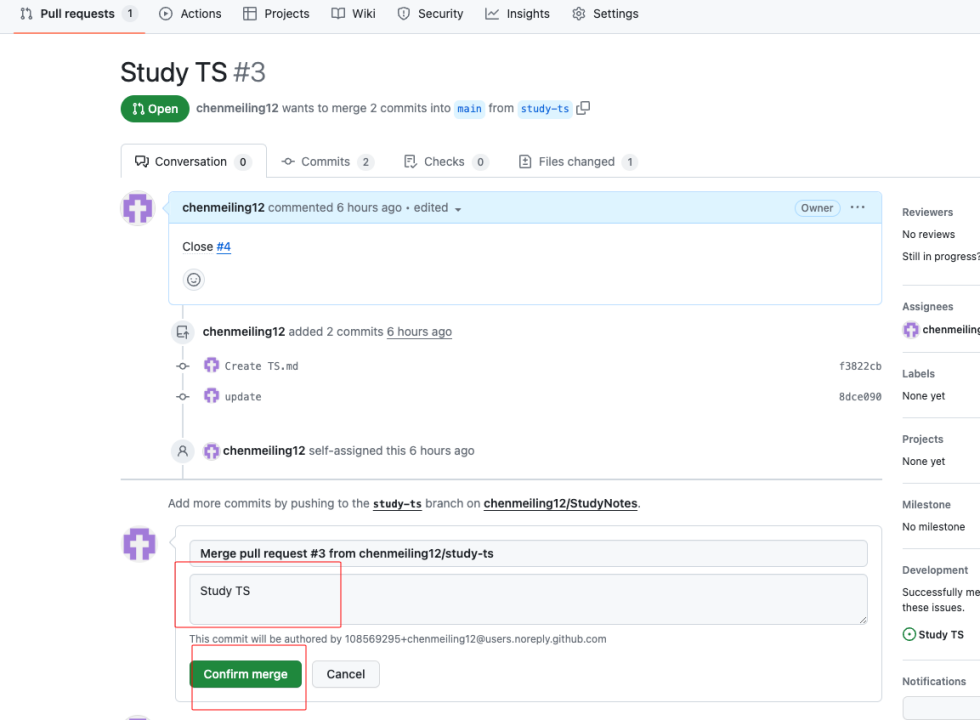 Pull requests 1 Actions Projects Wiki Security Insights Settings
Study TS #3
Open chenmeiling12 wants to merge 2 commits into main from study-ts
Conversation 0 Commits 2 Checks 0 Files changed 1
chenmeiling12 commented 6 hours ago • edited Owner ...
Close #4
chenmeiling12 added 2 commits 6 hours ago
Create TS.md f3822cb
update 8dce090
chenmeiling12 self-assigned this 6 hours ago
Add more commits by pushing to the study-ts branch on chenmeiling12/StudyNotes.
Merge pull request #3 from chenmeiling12/study-ts
Study TS
This commit will be authored by 108569295+chenmeiling12@users.noreply.github.com
Confirm merge Cancel
Reviewers
No reviews
Still in progress?
Assignees
chenmeiling
Labels
None yet
Projects
None yet
Milestone
No milestone
Development
Successfully me
these issues.
Study TS
Notifications